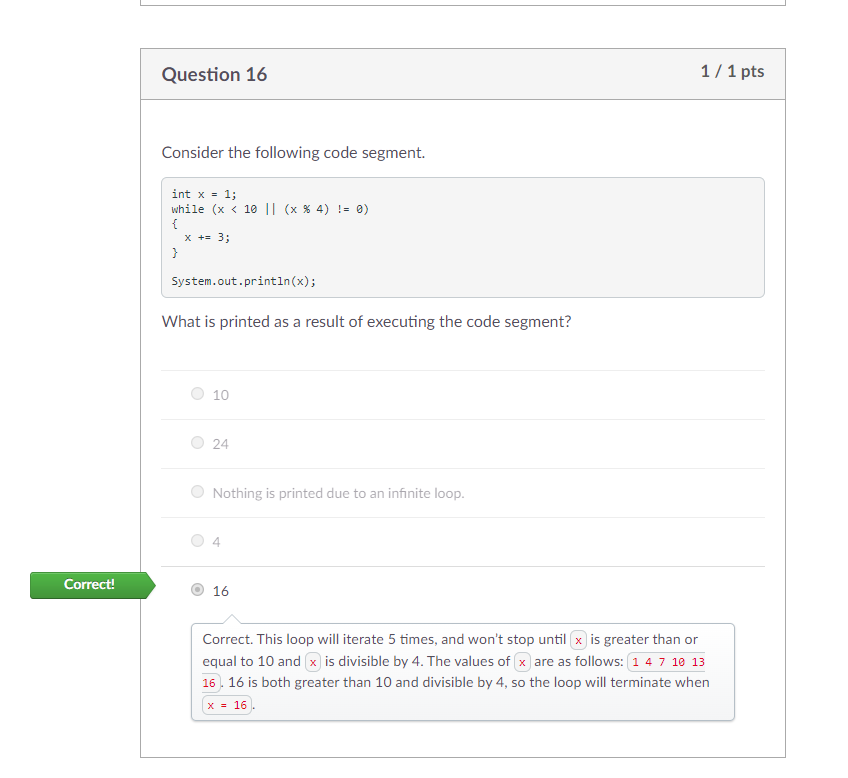 Question 16
1 / 1 pts
Consider the following code segment.
int x = 1;
while (x < 10 || (x % 4) != 0)
{
  x += 3;
}
System.out.println(x);
What is printed as a result of executing the code segment?
10
24
Nothing is printed due to an infinite loop.
4
Correct!
16
Correct. This loop will iterate 5 times, and won't stop until x is greater than or
equal to 10 and x is divisible by 4. The values of x are as follows: 1 4 7 10 13
16. 16 is both greater than 10 and divisible by 4, so the loop will terminate when
x = 16.